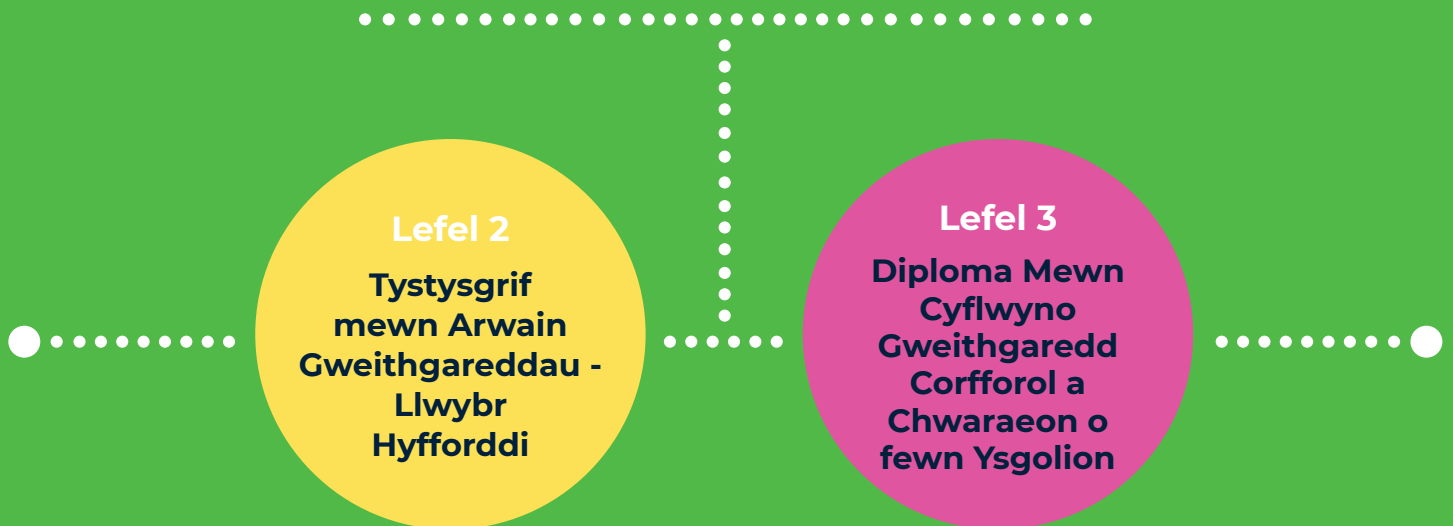 Lefel 2
Tystysgrif
mewn Arwain
Gweithgareddau -
Llwybr
Hyfforddi
Lefel 3
Diploma Mewn
Cyflwyno
Gweithgaredd
Corfforol a
Chwaraeon o
fewn Ysgolion